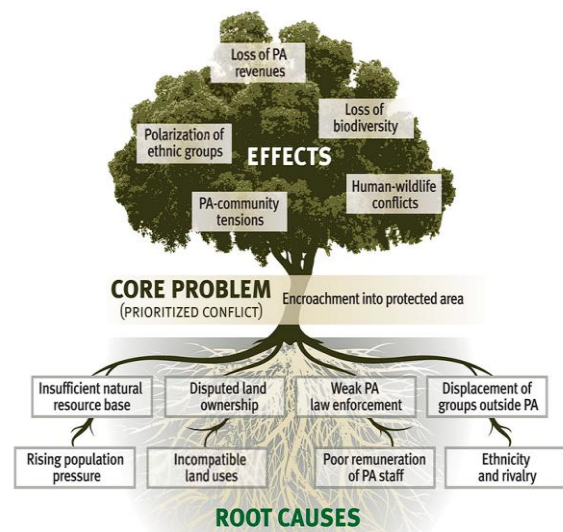 Loss of PA
revenues
Loss of
biodiversity
Polarization of
ethnic groups
EFFECTS
Human-wildlife
conflicts
PA-community
tensions
CORE PROBLEM
(PRIORITIZED CONFLICT)
Encroachment into protected area
Insufficient natural
resource base
Disputed land
ownership
Weak PA
law enforcement
Displacement of
groups outside PA
Rising population
pressure
Incompatible
land uses
Poor remuneration
of PA staff
Ethnicity
and rivalry
ROOT CAUSES